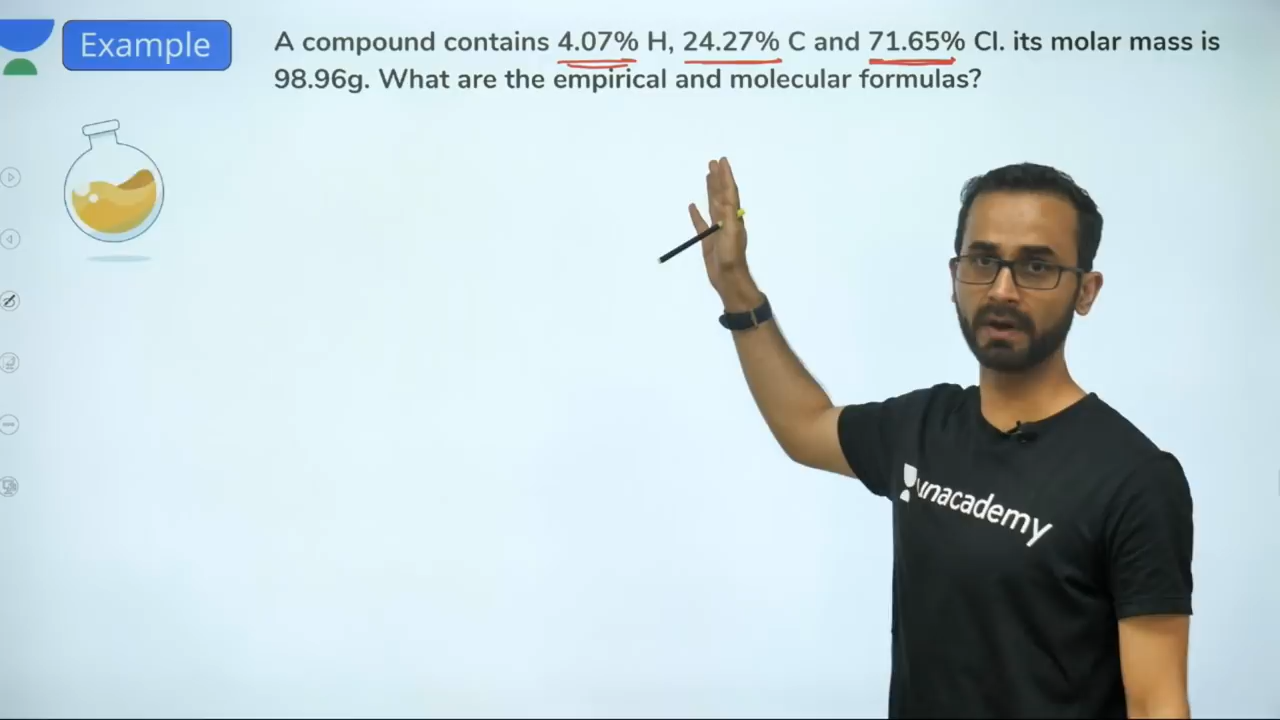 Example
A compound contains 4.07% H, 24.27% C and 71.65% Cl. its molar mass is
98.96g. What are the empirical and molecular formulas?
unacademy